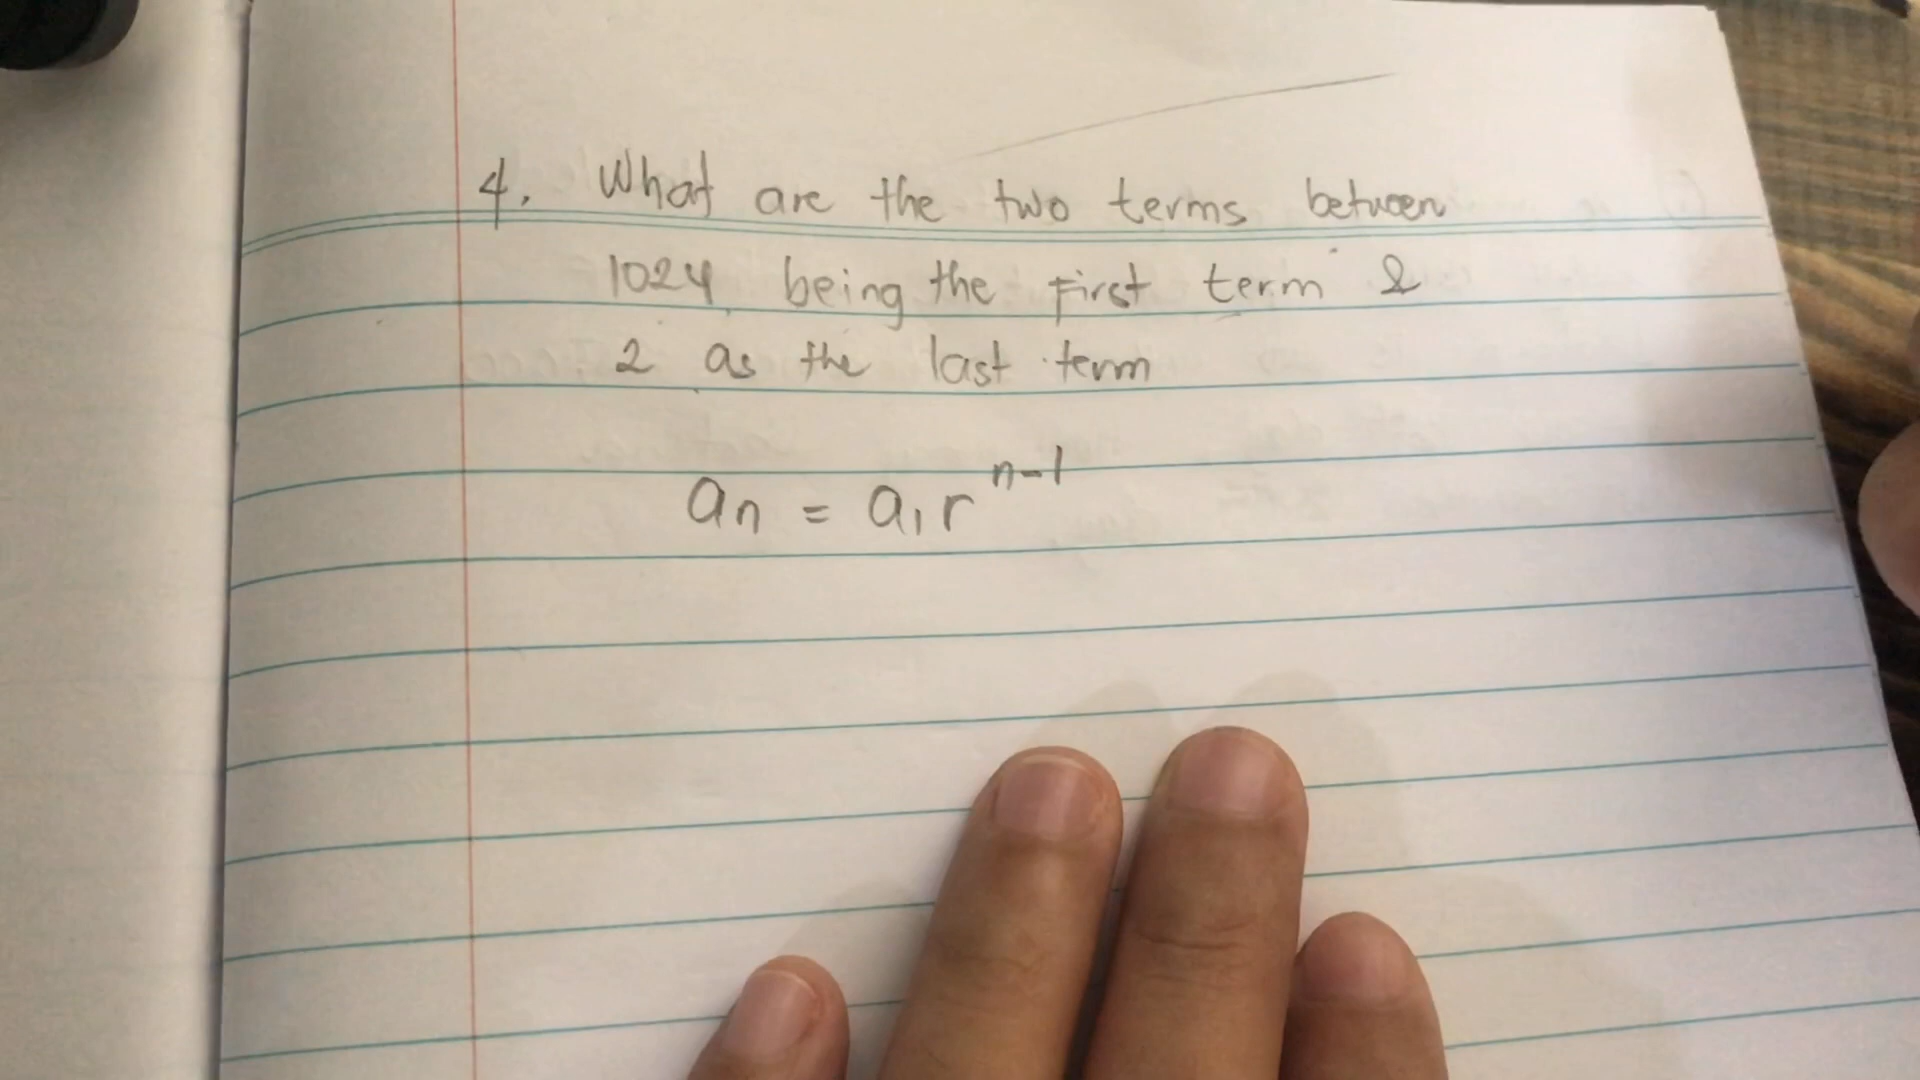 4. What are the two terms between
1024 being the first term &
2 as the last term
an = a1 r^n-1